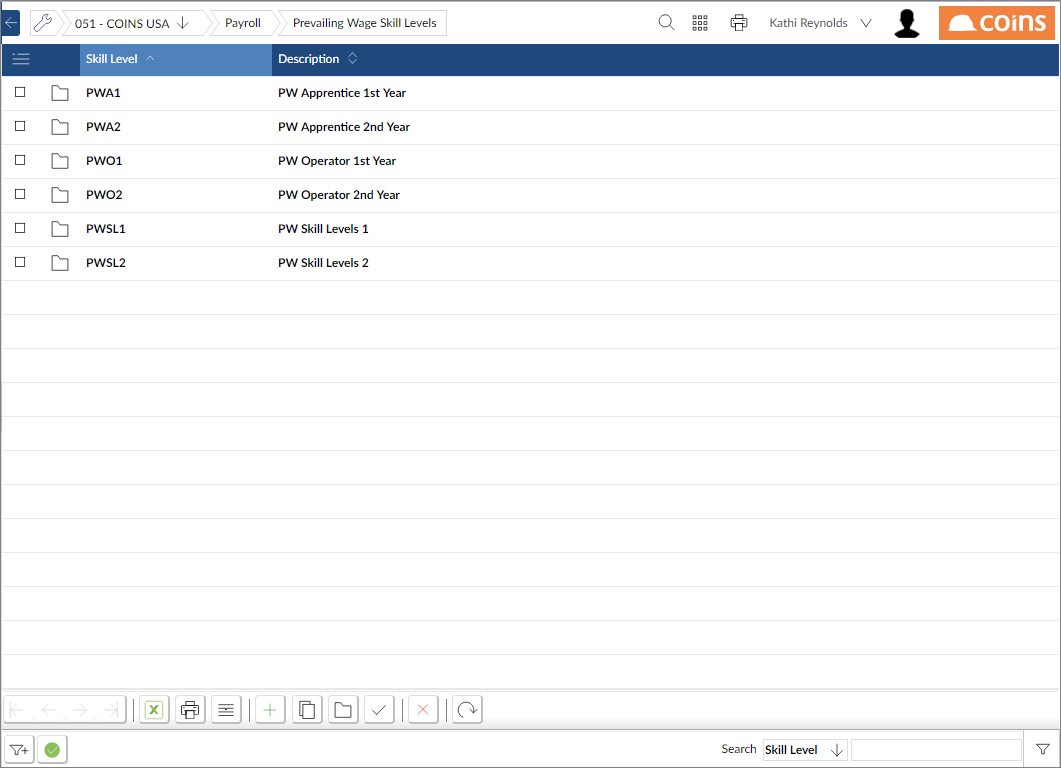 051 - COINS USA Payroll Prevailing Wage Skill Levels Kathi Reynolds coins
Skill Level Description
PWA1 PW Apprentice 1st Year
PWA2 PW Apprentice 2nd Year
PWO1 PW Operator 1st Year
PWO2 PW Operator 2nd Year
PWSL1 PW Skill Levels 1
PWSL2 PW Skill Levels 2
Search Skill Level